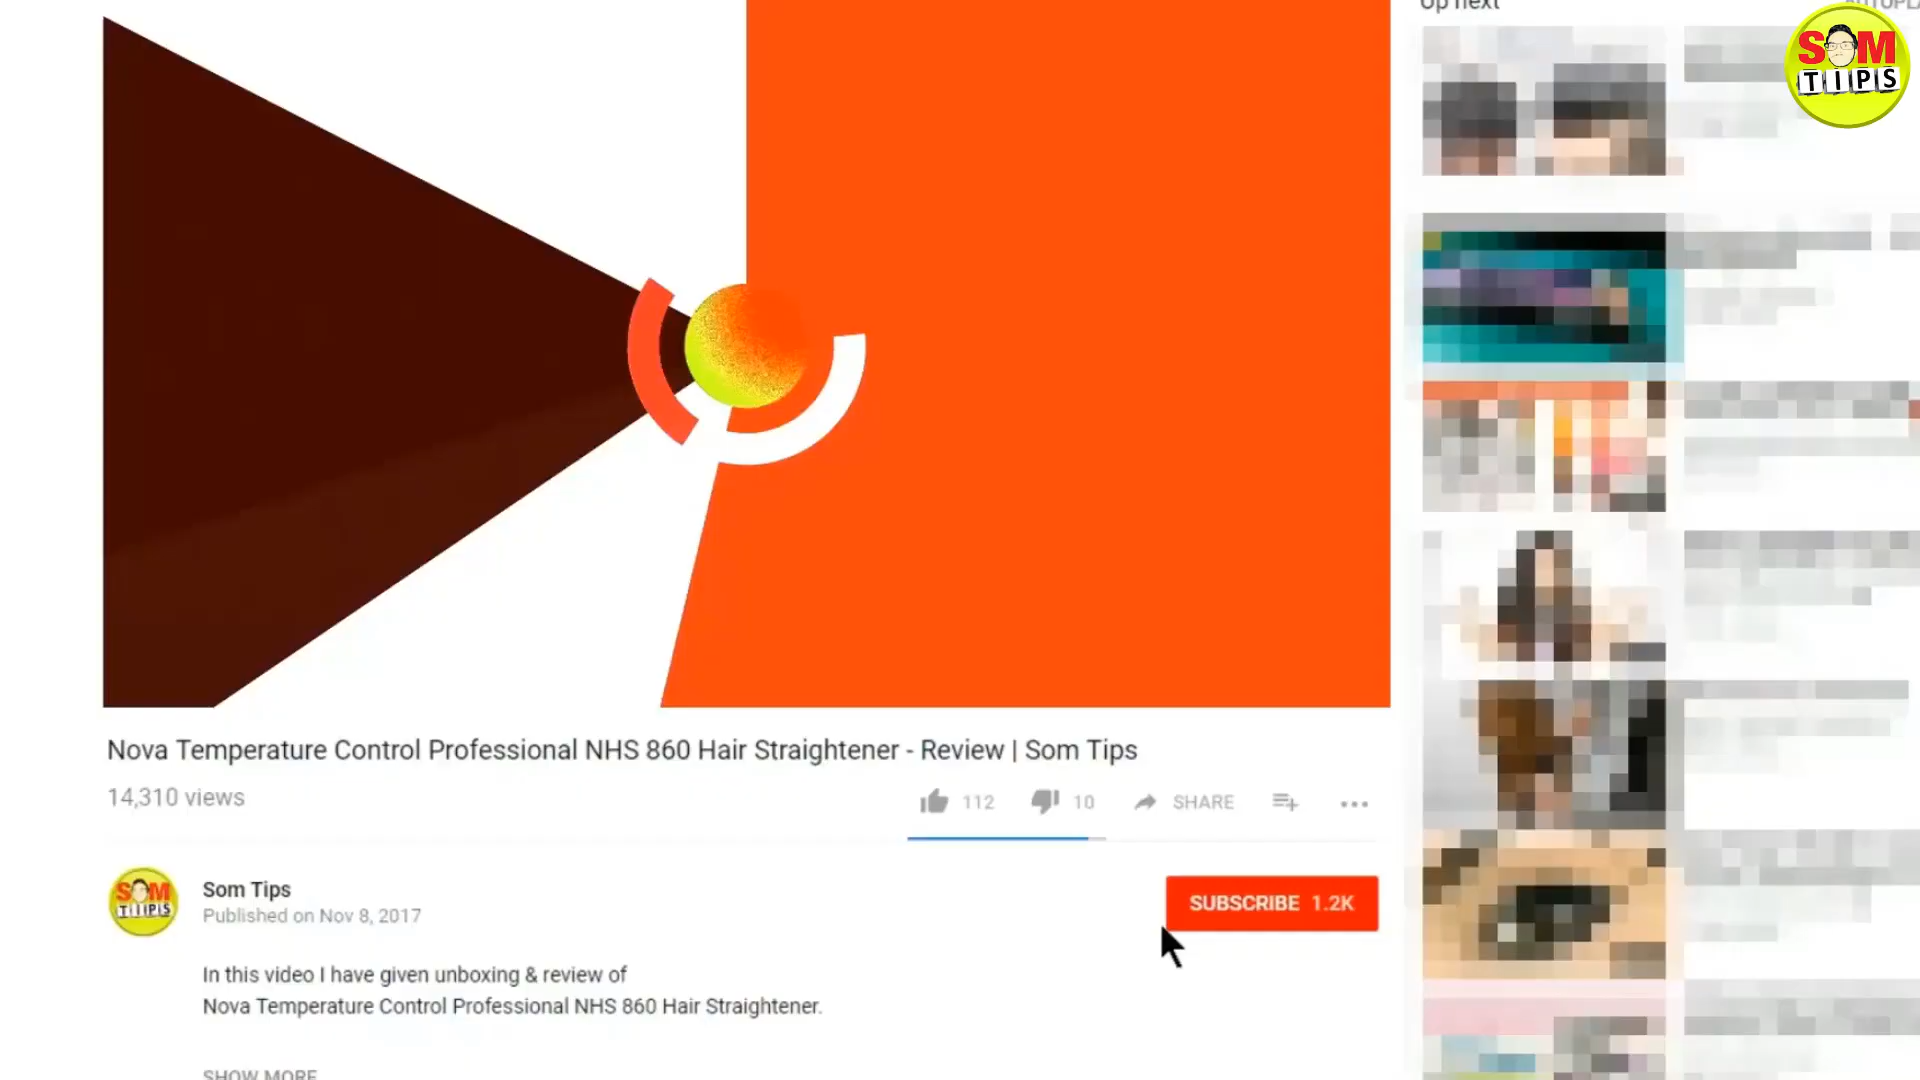 Up next
AUTOPLA
SOM
TIPS
Nova Temperature Control Professional NHS 860 Hair Straightener - Review | Som Tips
14,310 views
112
10
SHARE
SOM
TIPS
Som Tips
Published on Nov 8, 2017
SUBSCRIBE 1.2K
In this video I have given unboxing & review of
Nova Temperature Control Professional NHS 860 Hair Straightener.
SHOW MORE